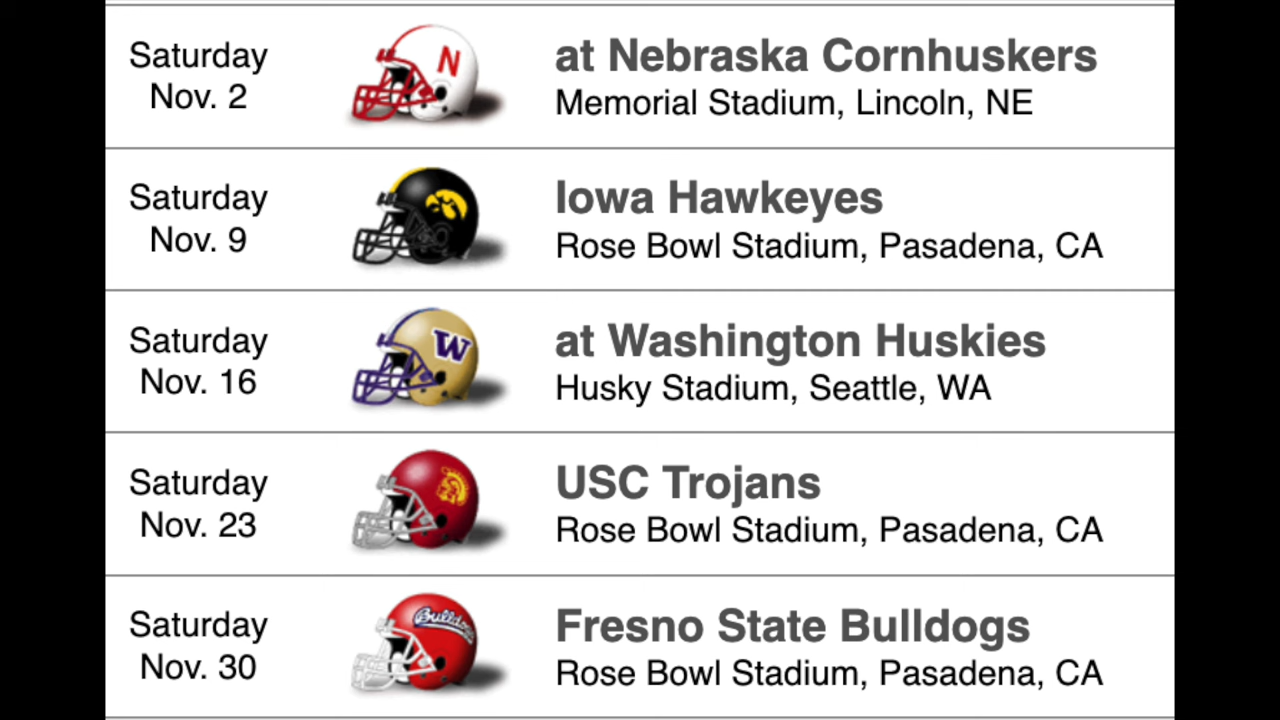 Saturday
Nov. 2
N
at Nebraska Cornhuskers
Memorial Stadium, Lincoln, NE
Saturday
Nov. 9
Iowa Hawkeyes
Rose Bowl Stadium, Pasadena, CA
Saturday
Nov. 16
W
at Washington Huskies
Husky Stadium, Seattle, WA
Saturday
Nov. 23
USC Trojans
Rose Bowl Stadium, Pasadena, CA
Saturday
Nov. 30
Bulldogs
Fresno State Bulldogs
Rose Bowl Stadium, Pasadena, CA